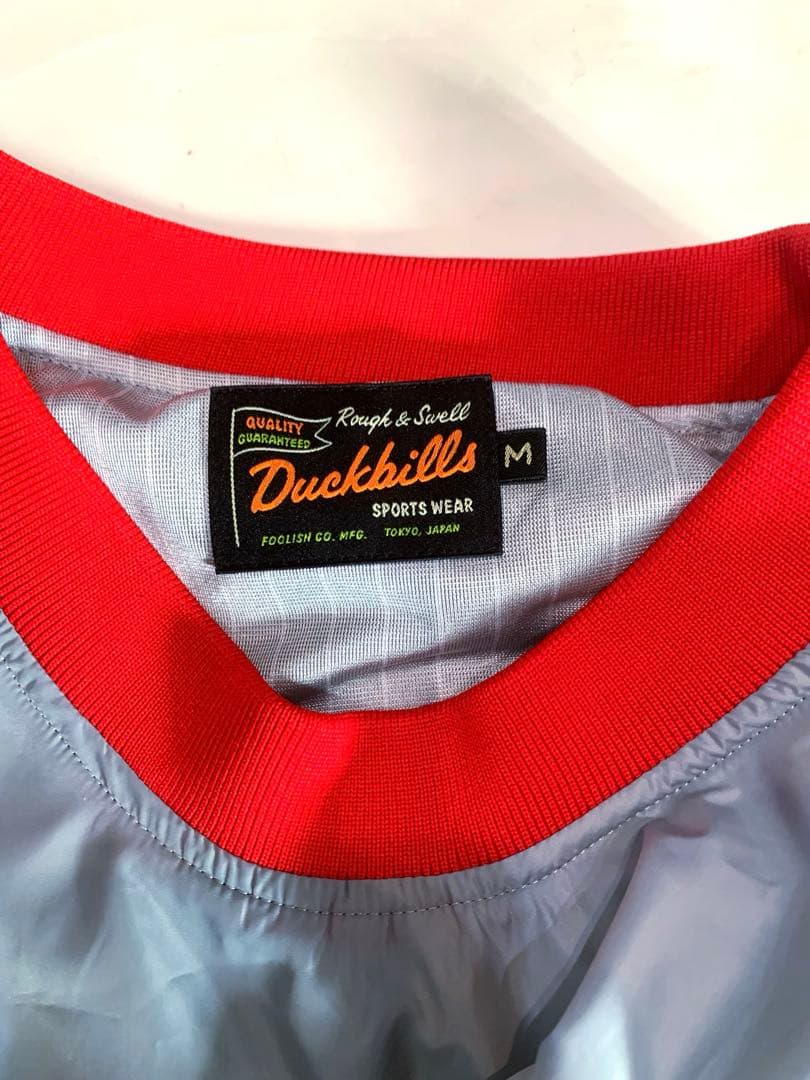 QUALITY
GUARANTEED
Rough & Swell
Duckbills
SPORTS WEAR
FOOLISH CO. MFG. TOKYO, JAPAN
M